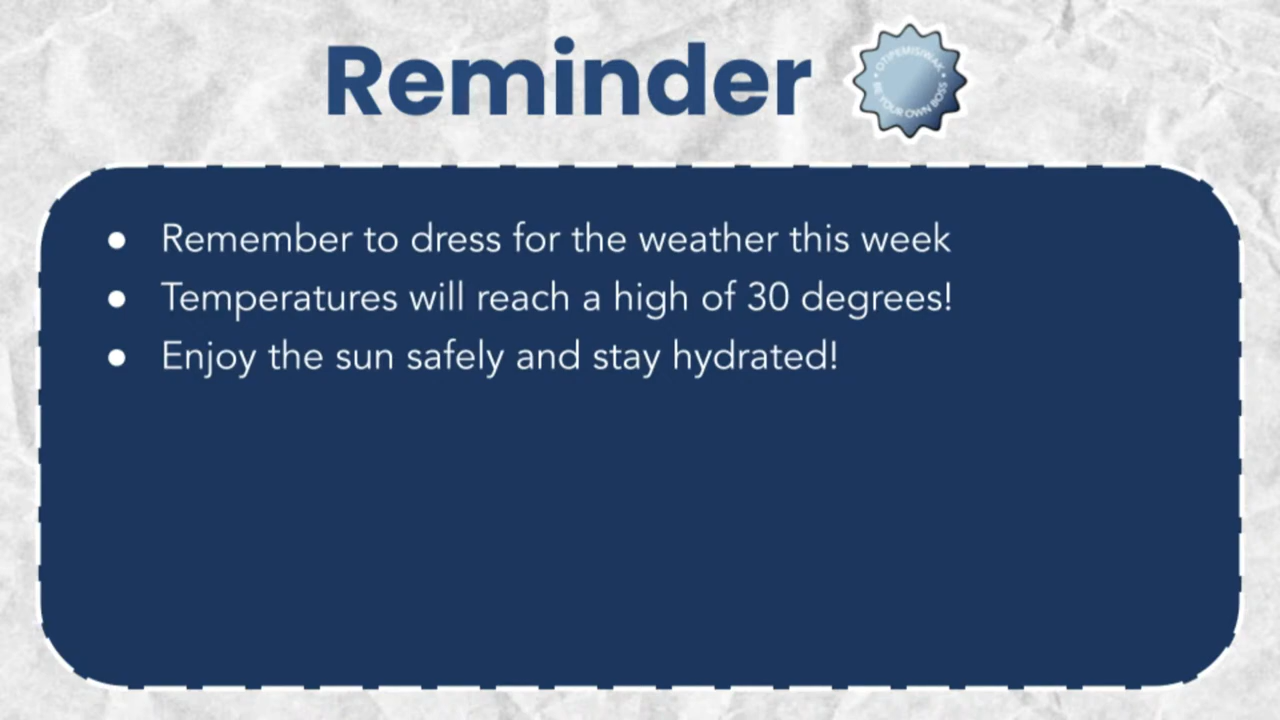 Reminder
OTIPEMISIWAK
BE YOUR OWN BOSS
● Remember to dress for the weather this week
● Temperatures will reach a high of 30 degrees!
● Enjoy the sun safely and stay hydrated!